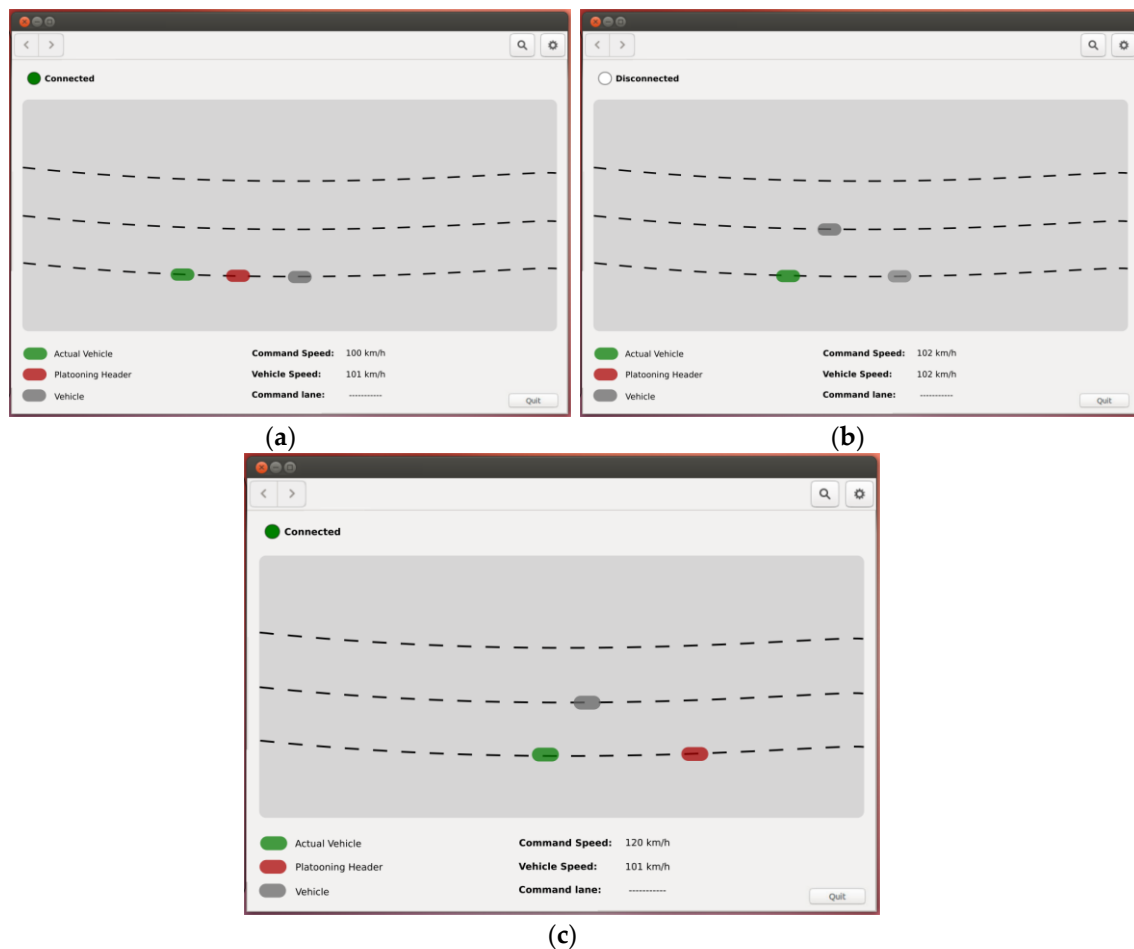 Connected
Actual Vehicle Command Speed: 100 km/h
Platooning Header Vehicle Speed: 101 km/h
Vehicle Command lane: -----------
Quit
(a)
Disconnected
Actual Vehicle Command Speed: 102 km/h
Platooning Header Vehicle Speed: 102 km/h
Vehicle Command lane: -----------
Quit
(b)
Connected
Actual Vehicle Command Speed: 120 km/h
Platooning Header Vehicle Speed: 101 km/h
Vehicle Command lane: -----------
Quit
(c)